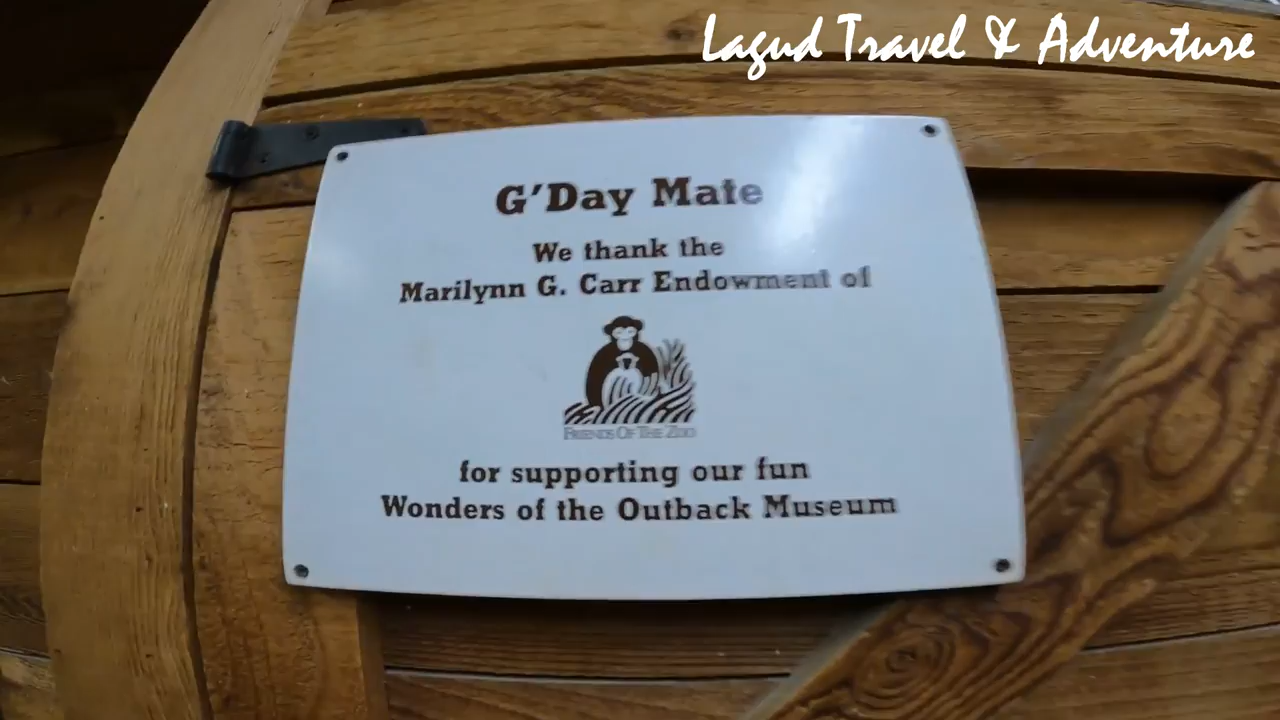 Lagud Travel & Adventure
G'Day Mate
We thank the
Marilynn G. Carr Endowment of
FRIENDS OF THE ZOO
for supporting our fun
Wonders of the Outback Museum